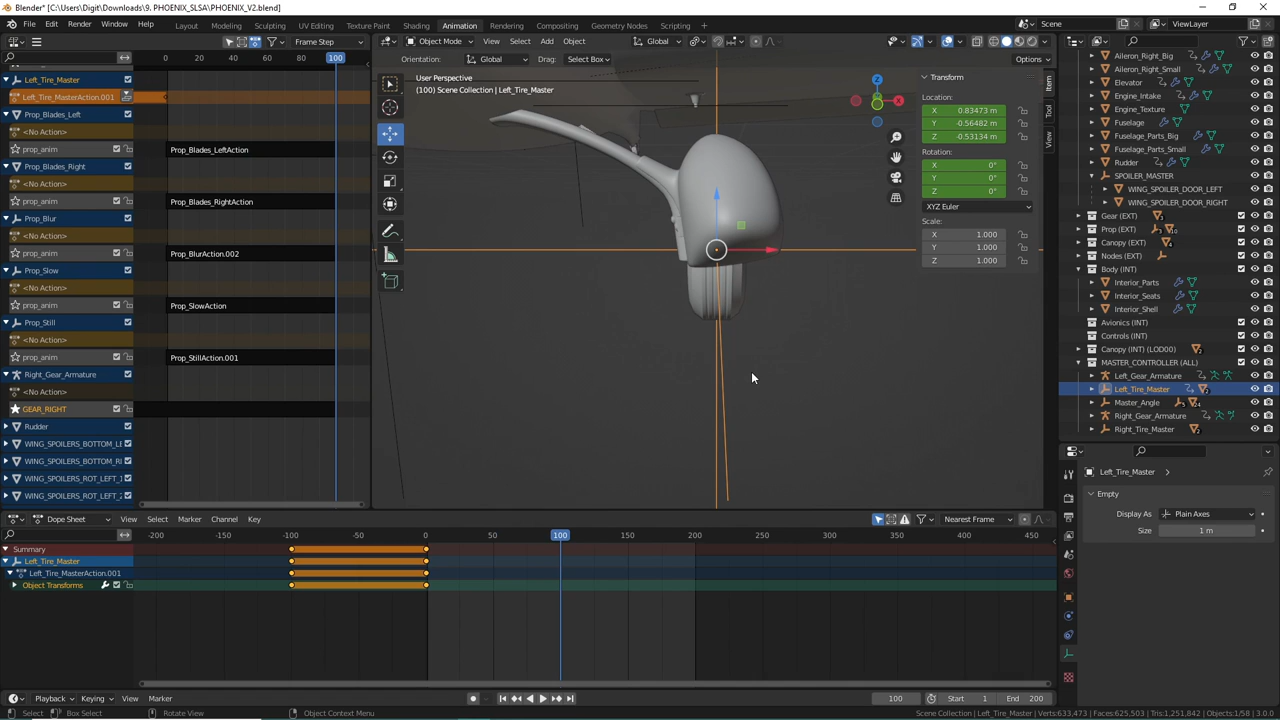 Blender* [C:\Users\Digit\Downloads\9. PHOENIX_SLSA\PHOENIX_V2.blend]
File Edit Render Window Help Layout Modeling Sculpting UV Editing Texture Paint Shading Animation Rendering Compositing Geometry Nodes Scripting + Scene ViewLayer
Frame Step
Object Mode View Select Add Object Global
0 20 40 60 80 100
Orientation: Global Drag: Select Box Options
User Perspective
(100) Scene Collection | Left_Tire_Master
Left_Tire_Master
Left_Tire_MasterAction.001
Prop_Blades_Left
<No Action>
prop_anim Prop_Blades_LeftAction
Prop_Blades_Right
<No Action>
prop_anim Prop_Blades_RightAction
Prop_Blur
<No Action>
prop_anim Prop_BlurAction.002
Prop_Slow
<No Action>
prop_anim Prop_SlowAction
Prop_Still
<No Action>
prop_anim Prop_StillAction.001
Right_Gear_Armature
<No Action>
GEAR_RIGHT
Rudder
WING_SPOILERS_BOTTOM_LE
WING_SPOILERS_BOTTOM_RI
WING_SPOILERS_ROT_LEFT_1
WING_SPOILERS_ROT_LEFT_2
Z
X
Transform
Location:
X 0.83473 m
Y -0.56482 m
Z -0.53134 m
Rotation:
X 0°
Y 0°
Z 0°
XYZ Euler
Scale:
X 1.000
Y 1.000
Z 1.000
Item
Tool
View
Aileron_Right_Big
Aileron_Right_Small
Elevator
Engine_Intake
Engine_Texture
Fuselage
Fuselage_Parts_Big
Fuselage_Parts_Small
Rudder
SPOILER_MASTER
WING_SPOILER_DOOR_LEFT
WING_SPOILER_DOOR_RIGHT
Gear (EXT)
Prop (EXT)
Canopy (EXT)
Nodes (EXT)
Body (INT)
Interior_Parts
Interior_Seats
Interior_Shell
Avionics (INT)
Controls (INT)
Canopy (INT) (LOD00)
MASTER_CONTROLLER (ALL)
Left_Gear_Armature
Left_Tire_Master
Master_Angle
Right_Gear_Armature
Right_Tire_Master
Left_Tire_Master
Empty
Display As Plain Axes
Size 1 m
Dope Sheet View Select Marker Channel Key Nearest Frame
-200 -150 -100 -50 0 50 100 150 200 250 300 350 400 450
Summary
Left_Tire_Master
Left_Tire_MasterAction.001
Object Transforms
Playback Keying View Marker 100 Start 1 End 200
Select Box Select Rotate View Object Context Menu Scene Collection | Left_Tire_Master | Verts:633,473 | Faces:625,503 | Tris:1,251,842 | Objects:1/58 | 3.0.0